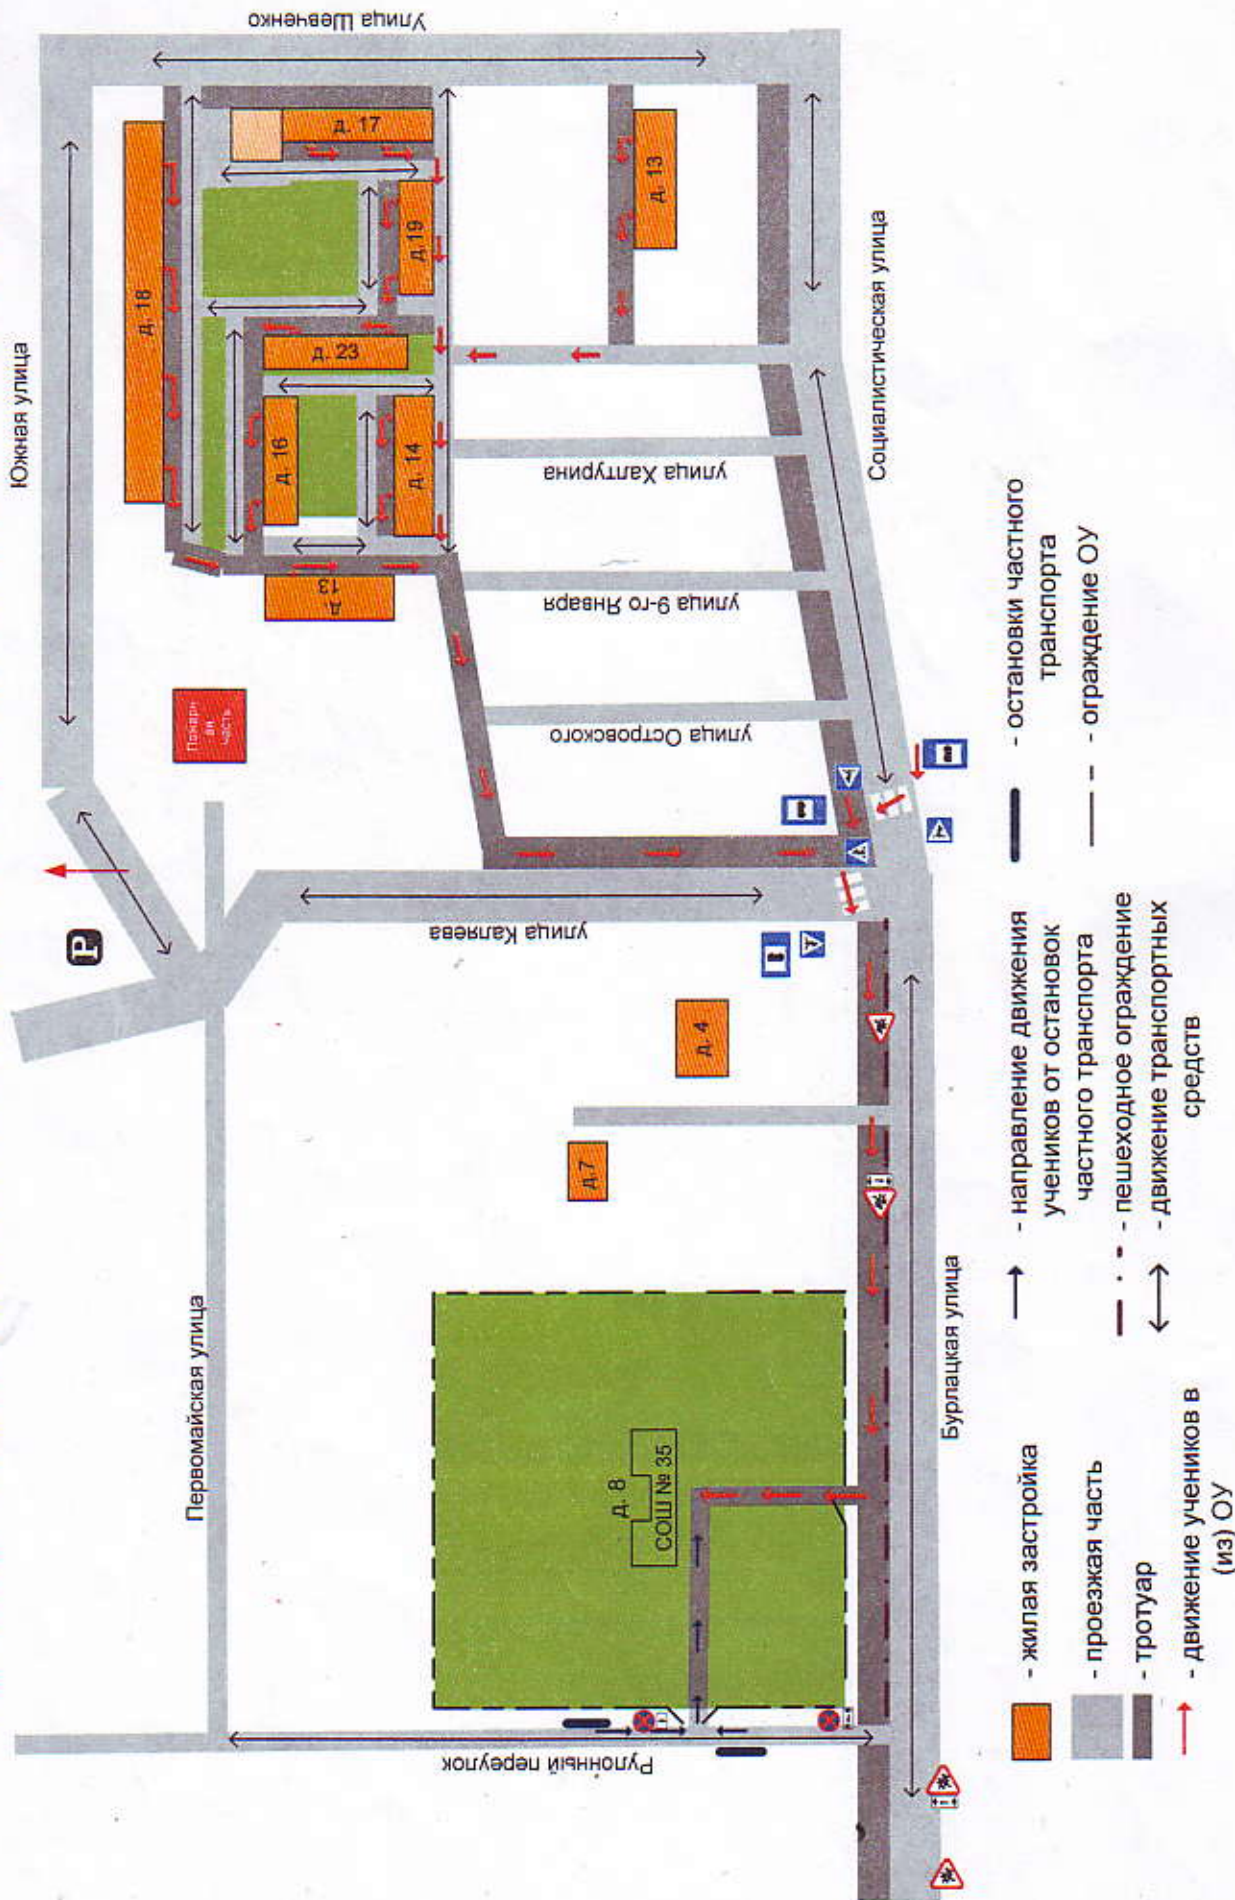 Южная улица
Улица Шевченко
д. 18
д. 17
д. 19
д. 23
д. 16
д. 14
д.
13
д. 13
Пожарн
ая
часть
P
Первомайская улица
улица Каляева
улица Островского
улица 9-го Января
улица Халтурина
Социалистическая улица
д. 4
д.7
д. 8
СОШ № 35
Рулонный переулок
Бурлацкая улица
- жилая застройка
- проезжая часть
- тротуар
- движение учеников в
(из) ОУ
- направление движения
учеников от остановок
частного транспорта
- пешеходное ограждение
- движение транспортных
средств
- остановки частного
транспорта
- ограждение ОУ